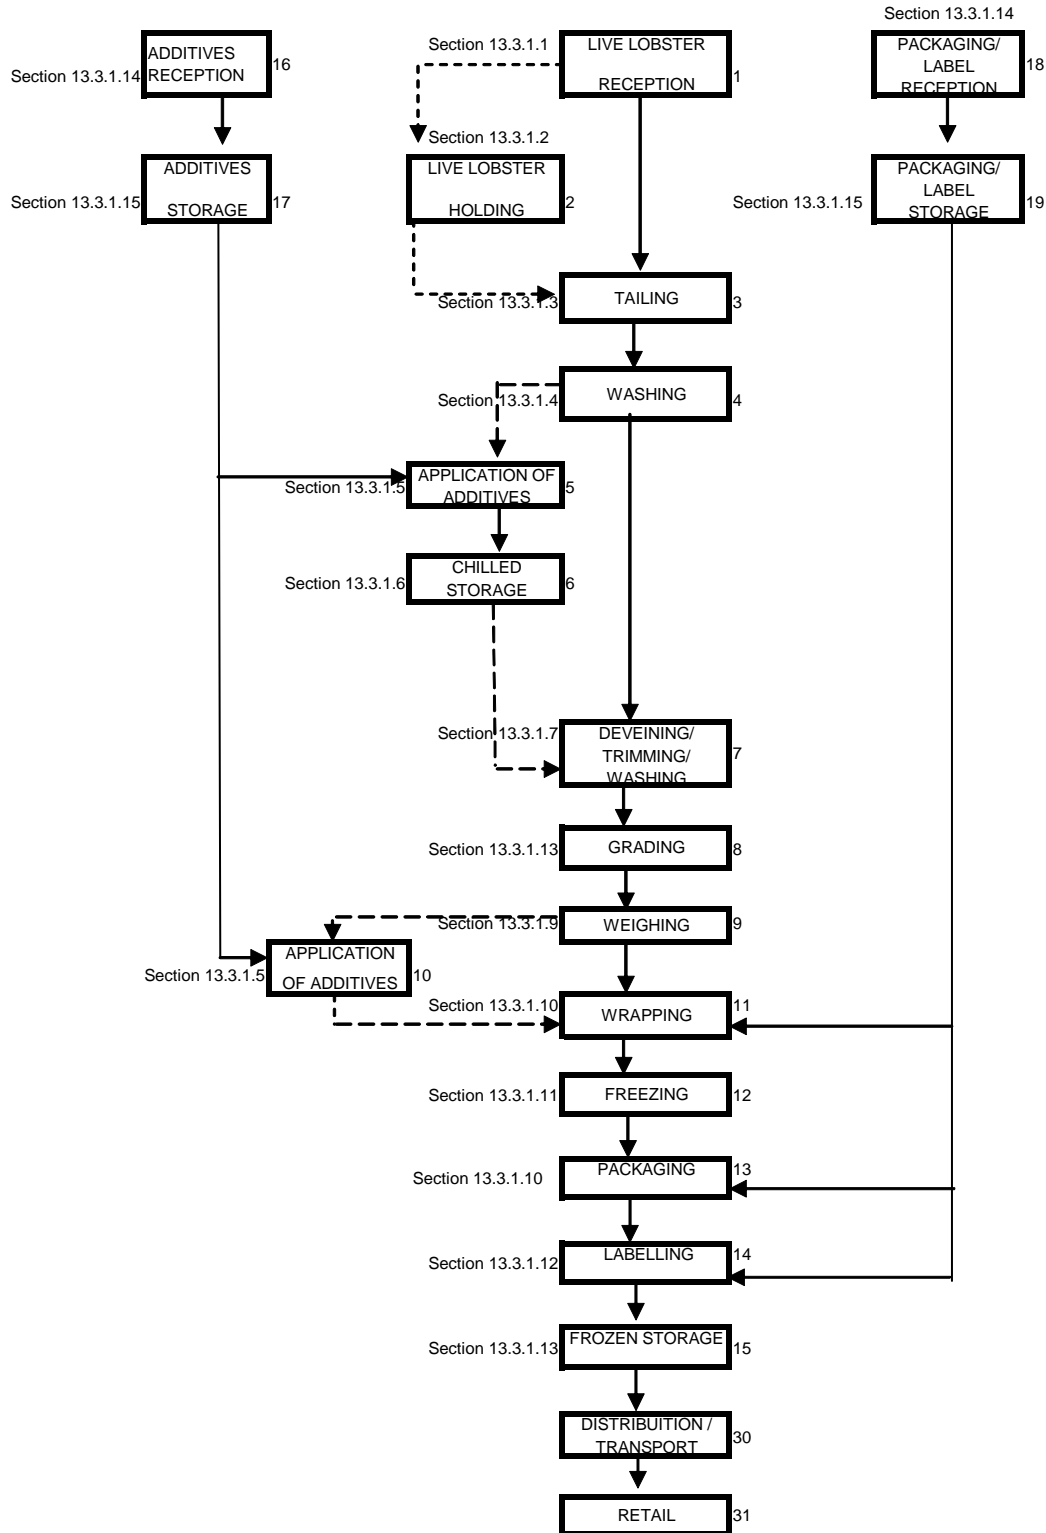 Section 13.3.1.14
Section 13.3.1.1
LIVE LOBSTER
RECEPTION
1
ADDITIVES
RECEPTION
16
Section 13.3.1.14
PACKAGING/
LABEL
RECEPTION
18
Section 13.3.1.2
ADDITIVES
STORAGE
17
Section 13.3.1.15
LIVE LOBSTER
HOLDING
2
Section 13.3.1.15
PACKAGING/
LABEL
STORAGE
19
Section 13.3.1.3
TAILING
3
Section 13.3.1.4
WASHING
4
Section 13.3.1.5
APPLICATION OF
ADDITIVES
5
Section 13.3.1.6
CHILLED
STORAGE
6
Section 13.3.1.7
DEVEINING/
TRIMMING/
WASHING
7
Section 13.3.1.13
GRADING
8
Section 13.3.1.9
WEIGHING
9
Section 13.3.1.5
APPLICATION
OF ADDITIVES
10
Section 13.3.1.10
WRAPPING
11
Section 13.3.1.11
FREEZING
12
Section 13.3.1.10
PACKAGING
13
Section 13.3.1.12
LABELLING
14
Section 13.3.1.13
FROZEN STORAGE
15
DISTRIBUITION /
TRANSPORT
30
RETAIL
31